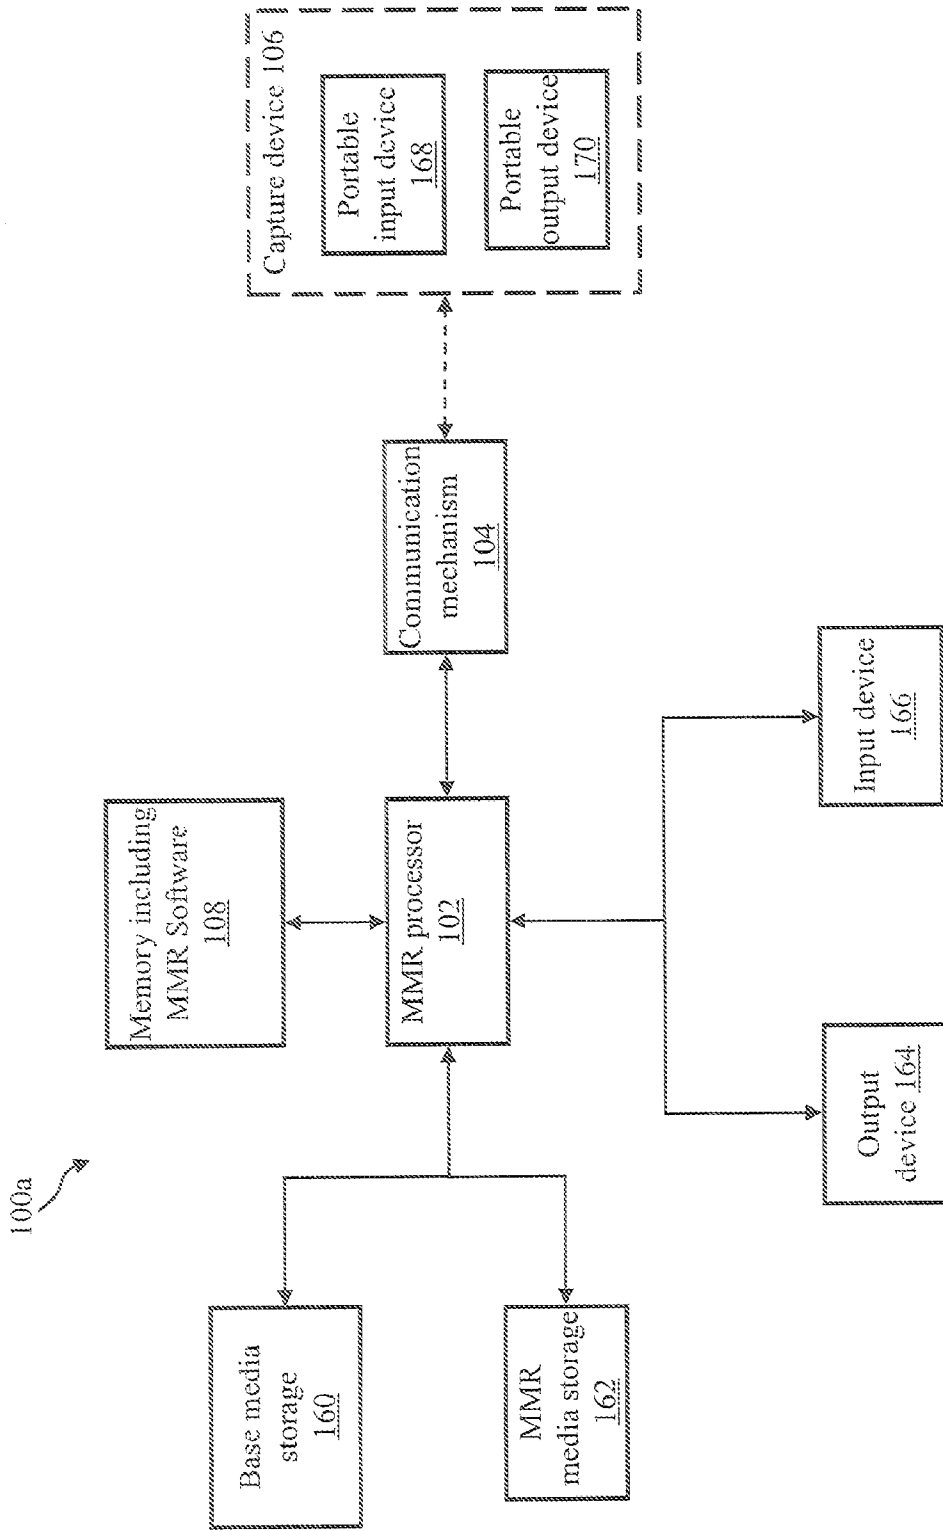 100a
Base media
storage
160
MMR
media storage
162
Memory including
MMR Software
108
MMR processor
102
Communication
mechanism
104
Capture device 106
Portable
input device
168
Portable
output device
170
Output
device 164
Input device
166